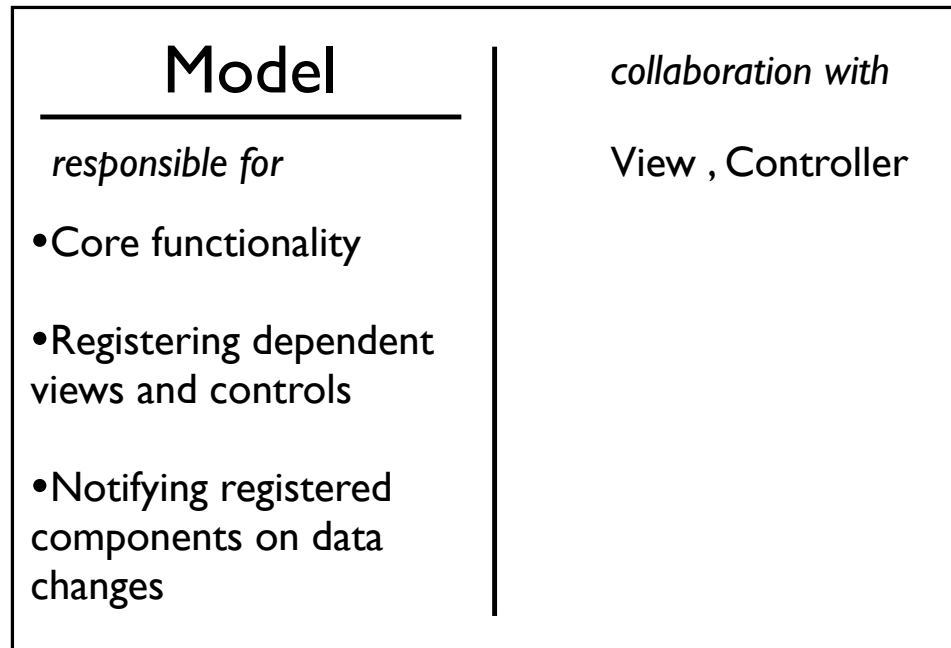 Model
responsible for
•Core functionality
•Registering dependent
views and controls
•Notifying registered
components on data
changes
collaboration with
View , Controller